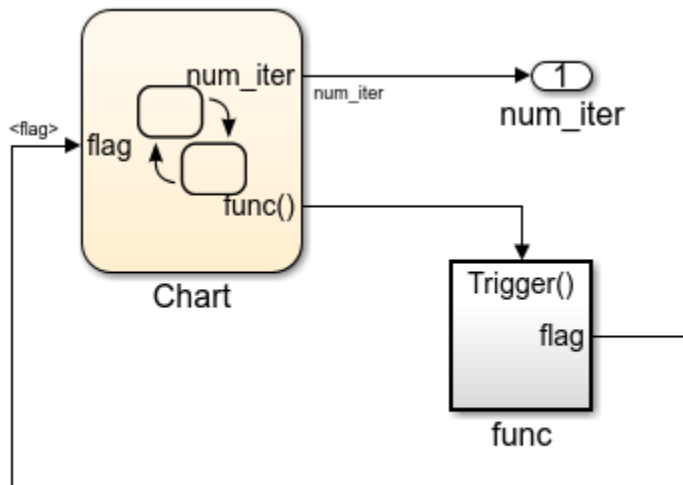 num_iter
num_iter
1
num_iter
<flag>
flag
func()
Chart
Trigger()
flag
func